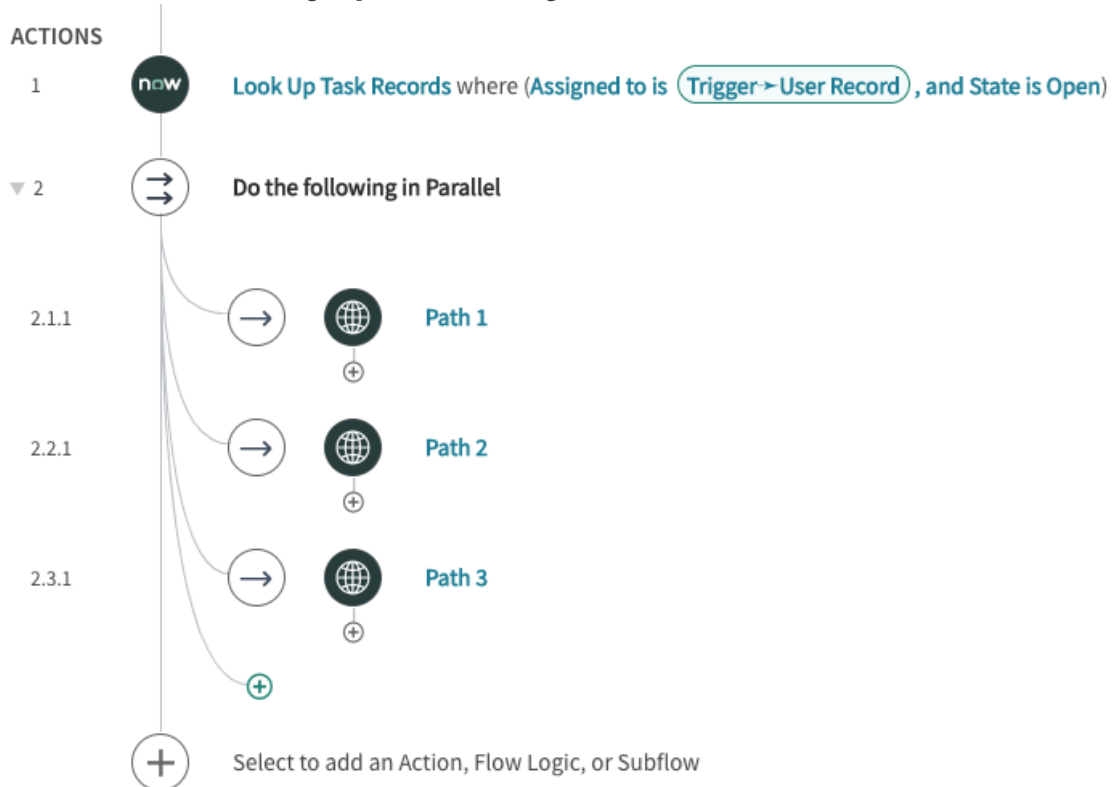 ACTIONS
1 now Look Up Task Records where (Assigned to is Trigger➛User Record , and State is Open)
2 Do the following in Parallel
2.1.1 Path 1
2.2.1 Path 2
2.3.1 Path 3
Select to add an Action, Flow Logic, or Subflow